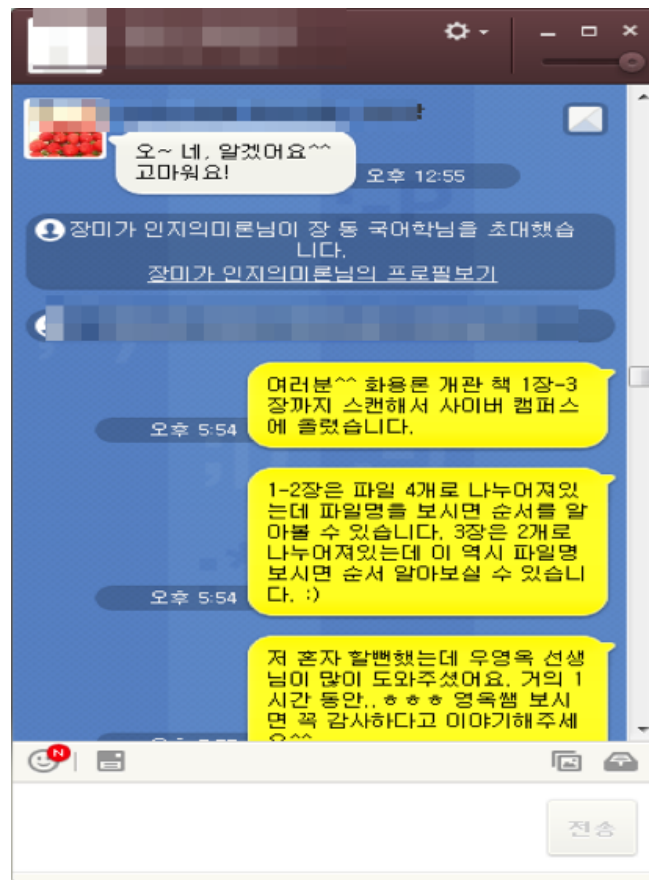 오~ 네, 알겠어요^^
고마워요!
오후 12:55
장미가 인지의미론님이 장 동 국어학님을 초대했습
니다.
장미가 인지의미론님의 프로필보기
여러분^^ 화용론 개관 책 1장-3
장까지 스캔해서 사이버 캠퍼스
에 올렸습니다.
오후 5:54
1-2장은 파일 4개로 나누어져있
는데 파일명을 보시면 순서를 알
아볼 수 있습니다. 3장은 2개로
나누어져있는데 이 역시 파일명
보시면 순서 알아보실 수 있습니
다. :)
오후 5:54
저 혼자 할뻔했는데 우영옥 선생
님이 많이 도와주셨어요. 거의 1
시간 동안.. ㅎㅎㅎ 영옥쌤 보시
면 꼭 감사하다고 이야기해주세
요^^
N
전송